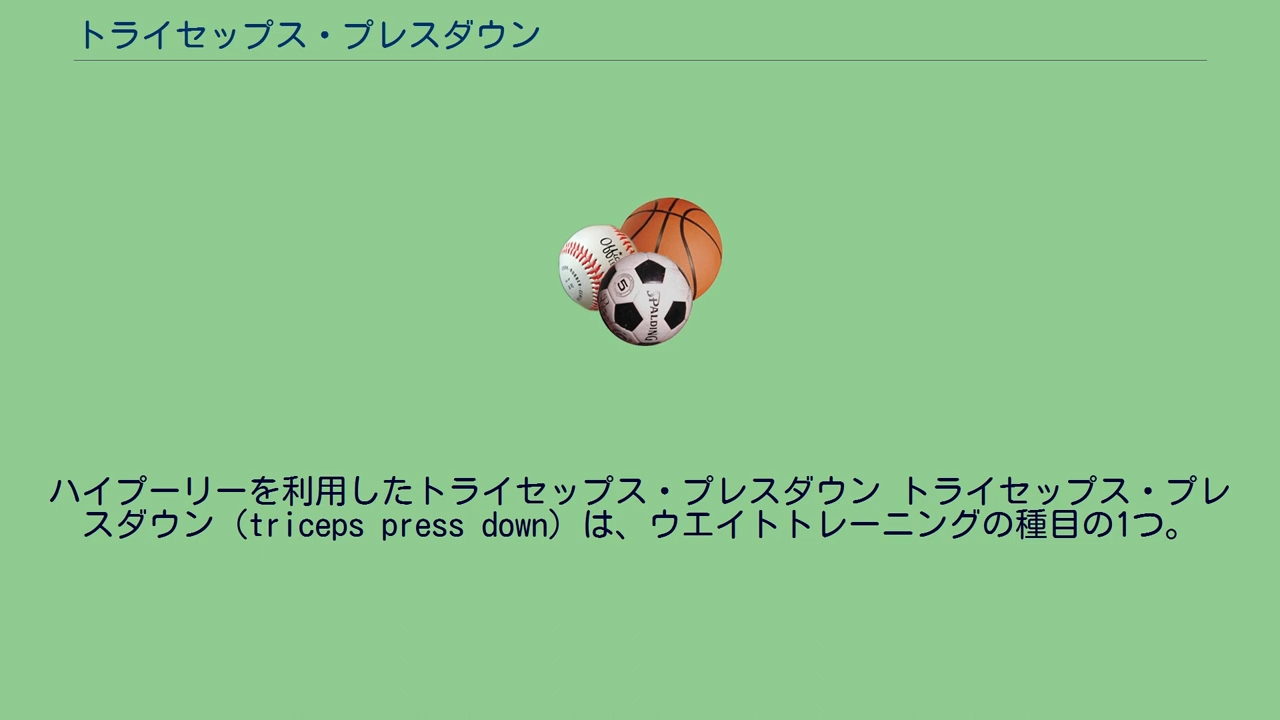 トライセップス・プレスダウン
Offic
5
SPALDING
ハイプーリーを利用したトライセップス・プレスダウン トライセップス・プレ
スダウン（triceps press down）は、ウエイトトレーニングの種目の1つ。